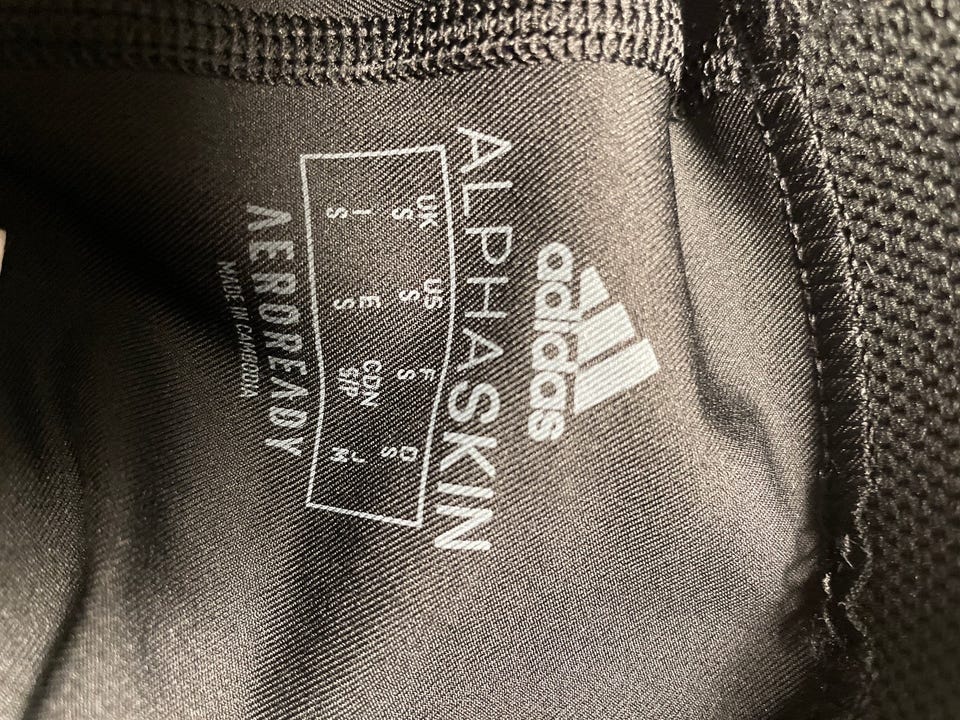 adidas
ALPHASKIN
UK US F D
S S S S
I E CDN J
S S S/P M
AEROREADY
MADE IN CAMBODIA